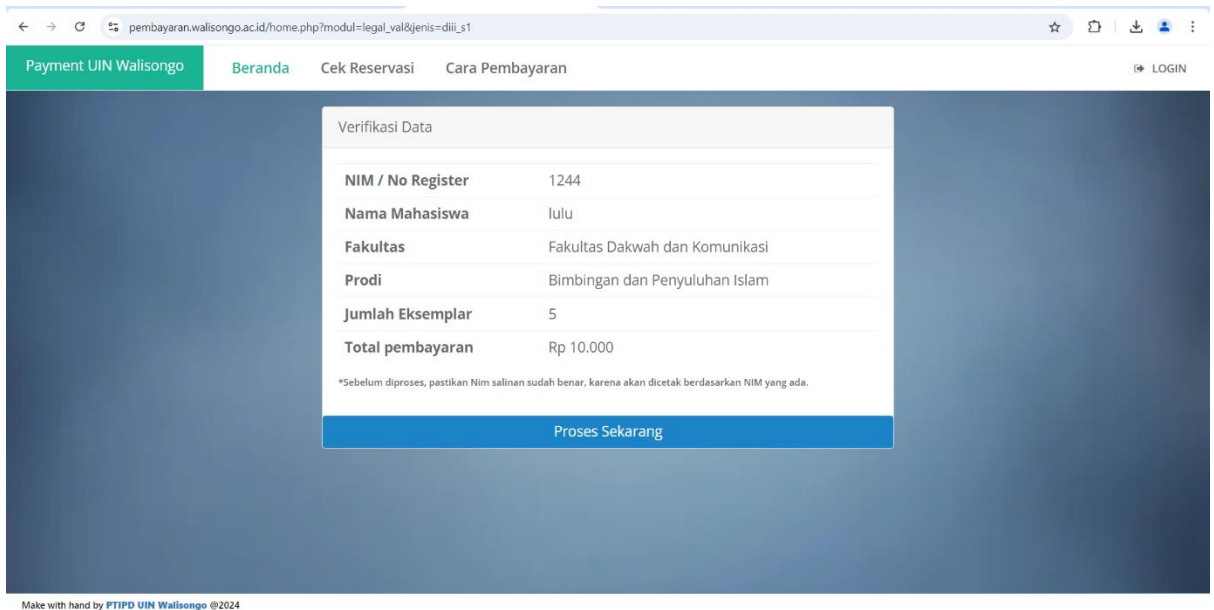 pembayaran.walisongo.ac.id/home.php?modul=legal_val&jenis=diii_s1
Payment UIN Walisongo Beranda Cek Reservasi Cara Pembayaran LOGIN
Verifikasi Data
NIM / No Register 1244
Nama Mahasiswa lulu
Fakultas Fakultas Dakwah dan Komunikasi
Prodi Bimbingan dan Penyuluhan Islam
Jumlah Eksemplar 5
Total pembayaran Rp 10.000
*Sebelum diproses, pastikan Nim salinan sudah benar, karena akan dicetak berdasarkan NIM yang ada.
Proses Sekarang
Make with hand by PTIPD UIN Walisongo @2024